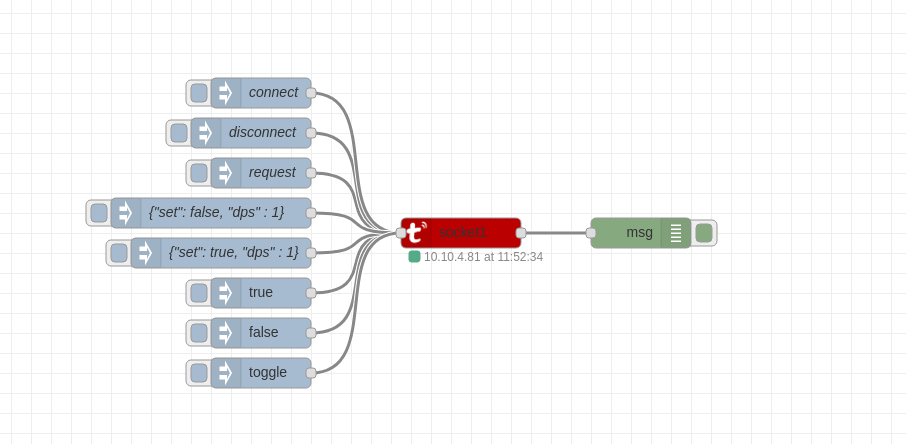 connect
disconnect
request
{"set": false, "dps" : 1}
{"set": true, "dps" : 1}
true
false
toggle
socket1
10.10.4.81 at 11:52:34
msg